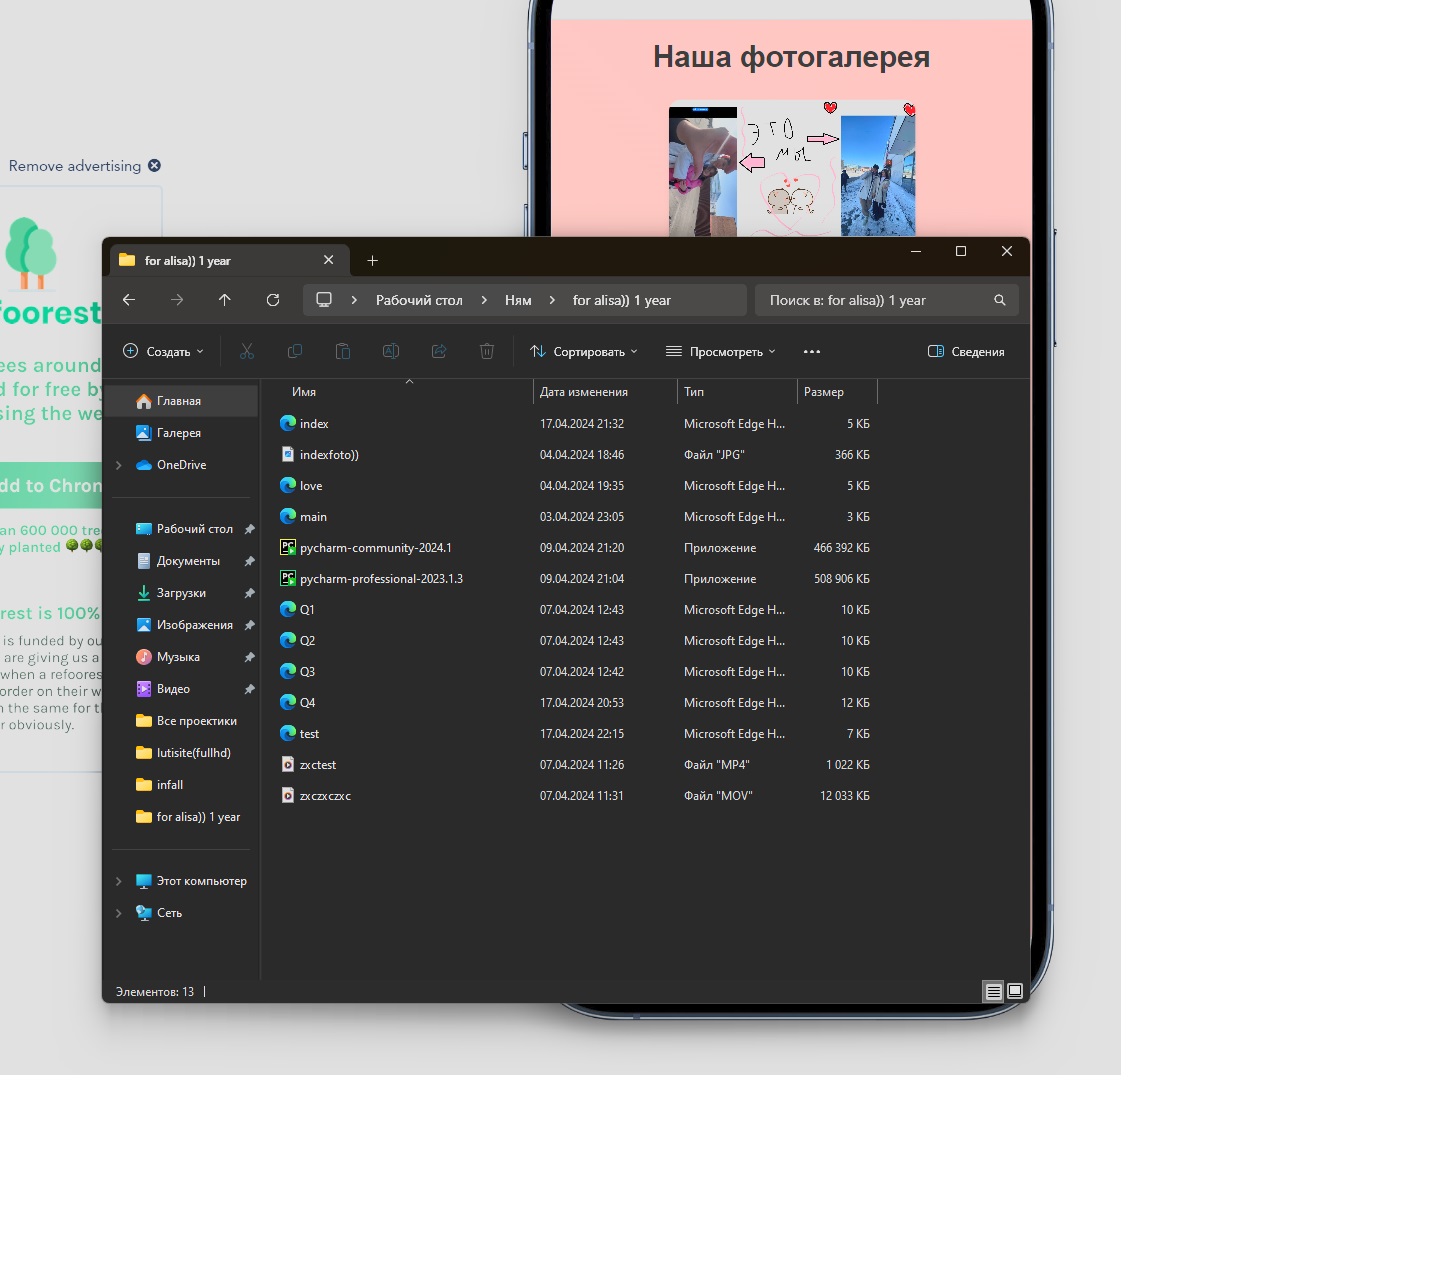 Наша фотогалерея
ЭТО
МЫ
Remove advertising
foorest
ees around
d for free by
sing the we
dd to Chron
an 600 000 tre
y planted
rest is 100%
is funded by ou
are giving us a
when a refoores
order on their w
n the same for th
r obviously.
for alisa)) 1 year
Рабочий стол > Ням > for alisa)) 1 year
Поиск в: for alisa)) 1 year
Создать
Сортировать
Просмотреть
Сведения
Главная
Галерея
OneDrive
Рабочий стол
Документы
Загрузки
Изображения
Музыка
Видео
Все проектики
lutisite(fullhd)
infall
for alisa)) 1 year
Этот компьютер
Сеть
Имя Дата изменения Тип Размер
index 17.04.2024 21:32 Microsoft Edge H... 5 КБ
indexfoto)) 04.04.2024 18:46 Файл "JPG" 366 КБ
love 04.04.2024 19:35 Microsoft Edge H... 5 КБ
main 03.04.2024 23:05 Microsoft Edge H... 3 КБ
pycharm-community-2024.1 09.04.2024 21:20 Приложение 466 392 КБ
pycharm-professional-2023.1.3 09.04.2024 21:04 Приложение 508 906 КБ
Q1 07.04.2024 12:43 Microsoft Edge H... 10 КБ
Q2 07.04.2024 12:43 Microsoft Edge H... 10 КБ
Q3 07.04.2024 12:42 Microsoft Edge H... 10 КБ
Q4 17.04.2024 20:53 Microsoft Edge H... 12 КБ
test 17.04.2024 22:15 Microsoft Edge H... 7 КБ
zxctest 07.04.2024 11:26 Файл "MP4" 1 022 КБ
zxczxczxc 07.04.2024 11:31 Файл "MOV" 12 033 КБ
Элементов: 13